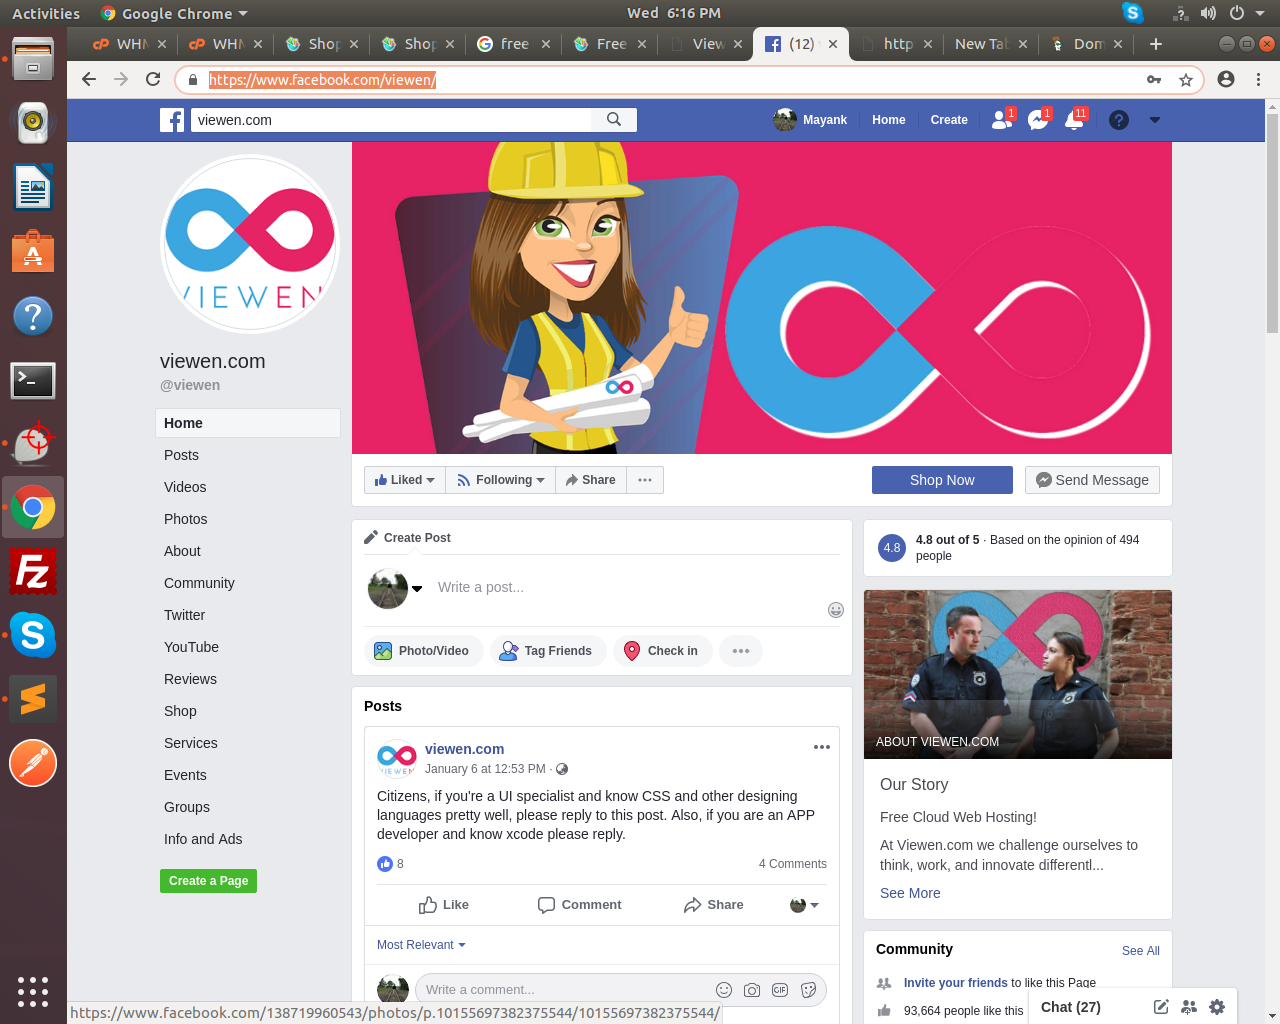 Activities
Google Chrome
Wed 6:16 PM
WHM
WHM
Shop
Shop
free
Free
View
(12)
http
New Tab
Dom
https://www.facebook.com/viewen/
viewen.com
Mayank
Home
Create
1
1
11
VIEWEN
viewen.com
@viewen
Home
Posts
Videos
Photos
About
Community
Twitter
YouTube
Reviews
Shop
Services
Events
Groups
Info and Ads
Create a Page
Liked
Following
Share
Shop Now
Send Message
Create Post
Write a post...
Photo/Video
Tag Friends
Check in
Posts
VIEWEN
viewen.com
January 6 at 12:53 PM ·
Citizens, if you're a UI specialist and know CSS and other designing
languages pretty well, please reply to this post. Also, if you are an APP
developer and know xcode please reply.
8
4 Comments
Like
Comment
Share
Most Relevant
Write a comment...
GIF
4.8
4.8 out of 5 · Based on the opinion of 494
people
ABOUT VIEWEN.COM
Our Story
Free Cloud Web Hosting!
At Viewen.com we challenge ourselves to
think, work, and innovate differentl...
See More
Community
See All
Invite your friends to like this Page
93,664 people like this
Chat (27)
https://www.facebook.com/138719960543/photos/p.10155697382375544/10155697382375544/